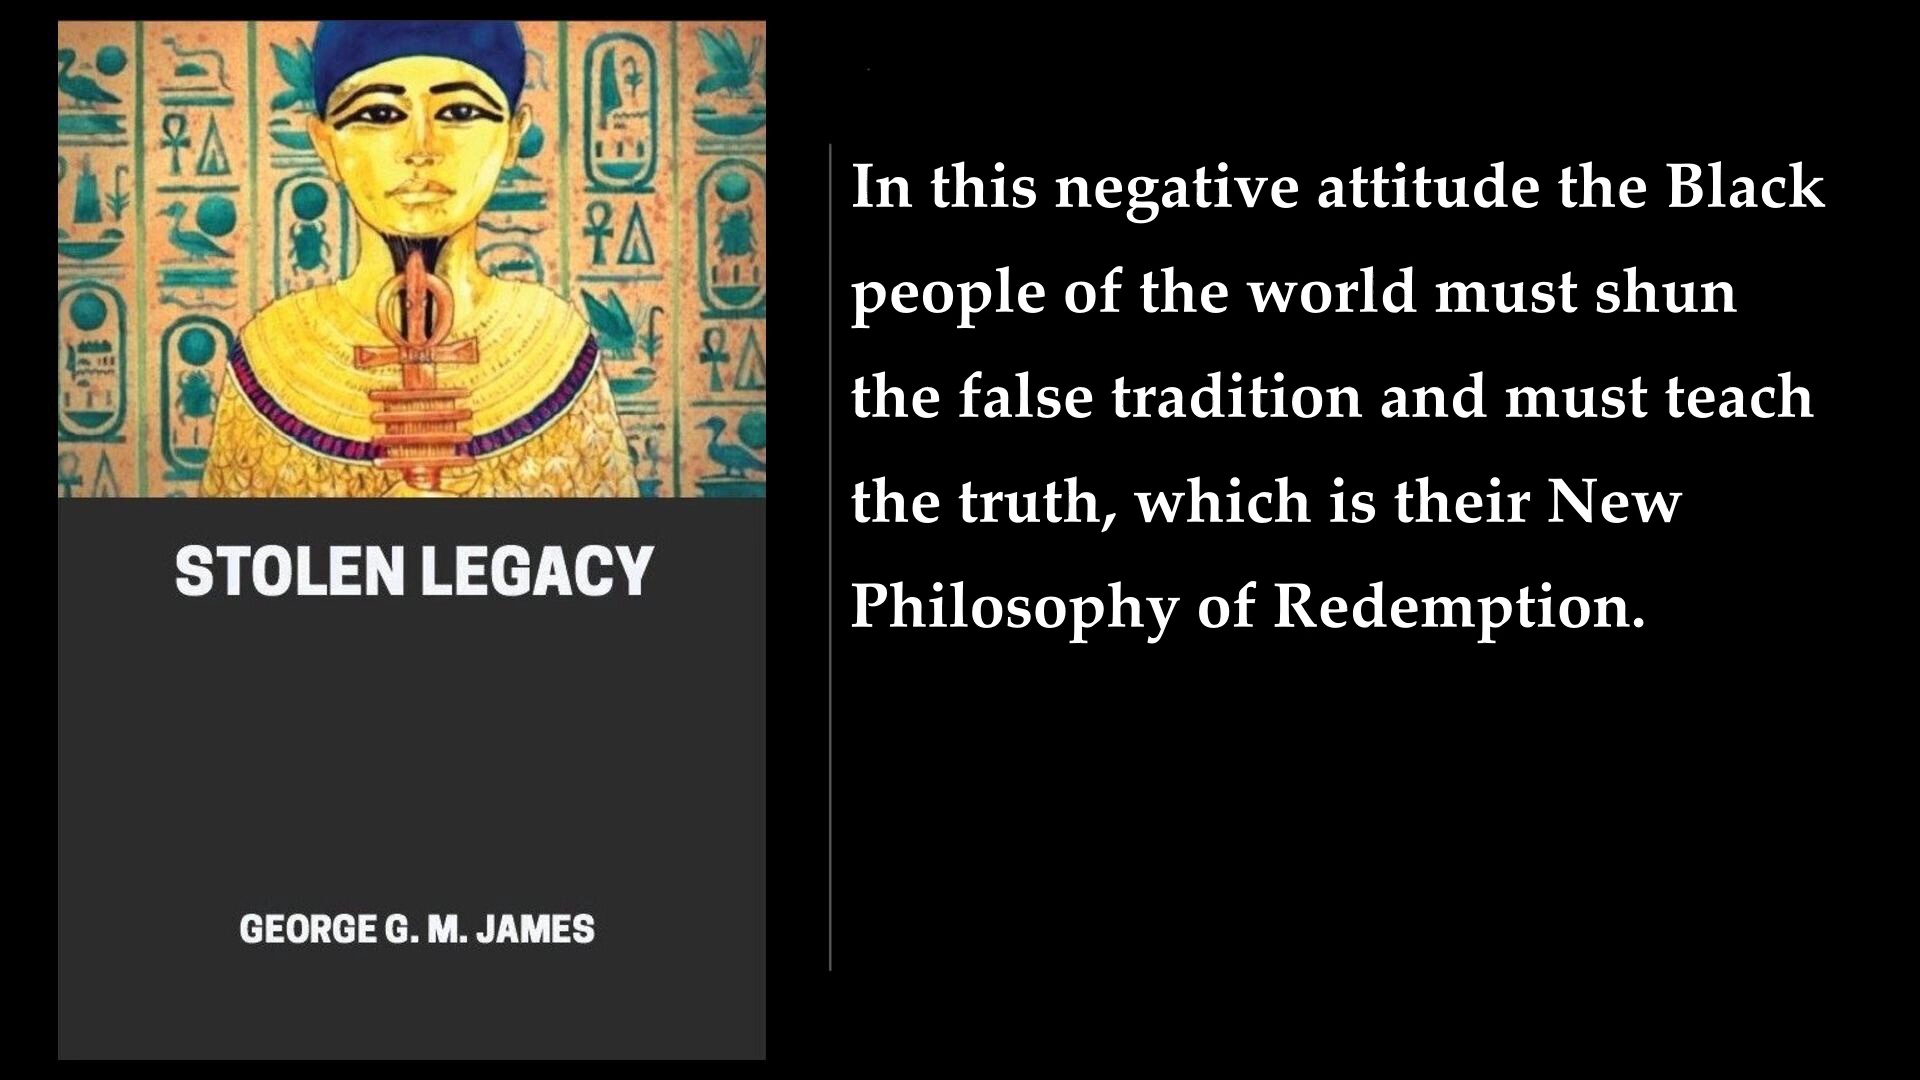 STOLEN LEGACY
GEORGE G. M. JAMES
In this negative attitude the Black
people of the world must shun
the false tradition and must teach
the truth, which is their New
Philosophy of Redemption.